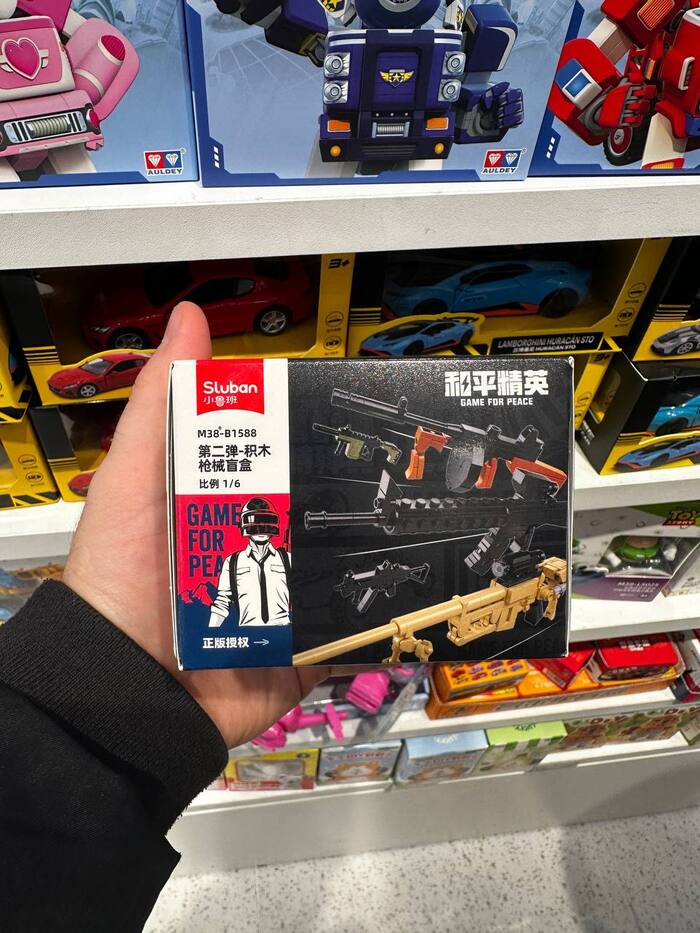 AULDEY
AULDEY
3+
LAMBORGHINI HURACÁN STO
Sluban
小鲁班
M38-B1588
第二弹-积木
枪械盲盒
比例 1/6
GAME
FOR
PEA
正版授权
和平精英
GAME FOR PEACE